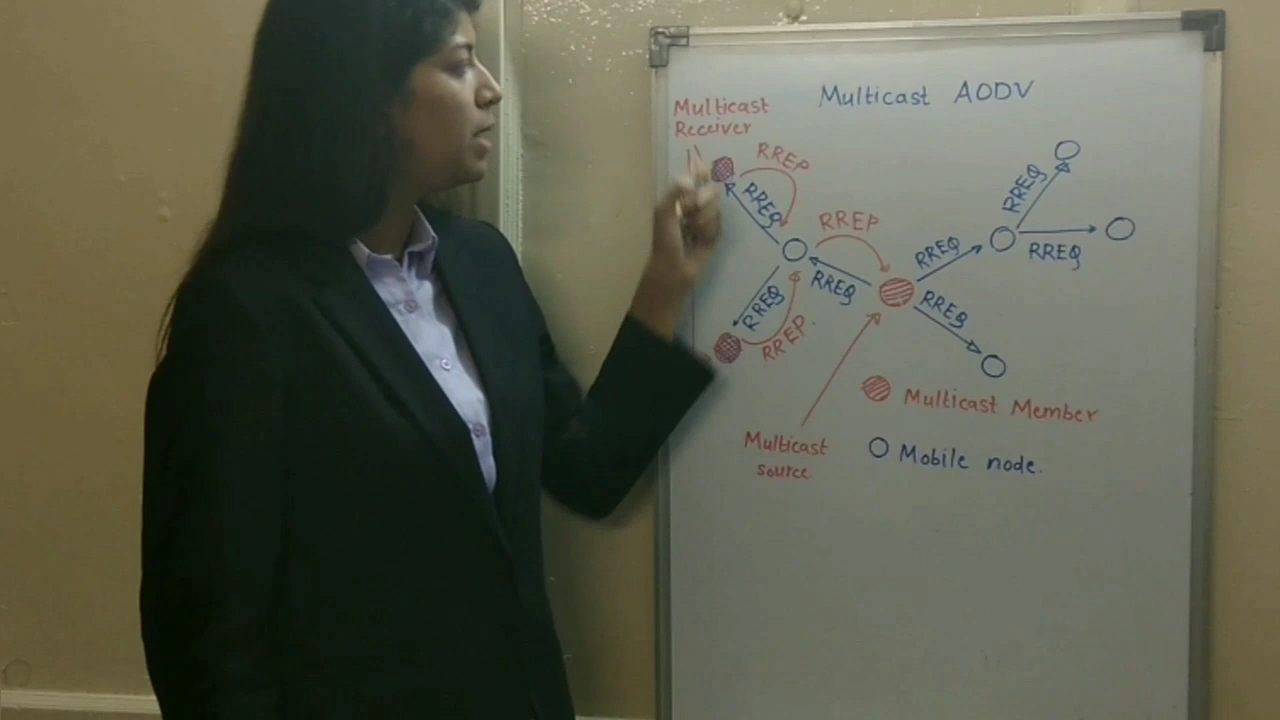 Multicast AODV
Multicast
Receiver
RREP
RREQ
RREP
RREQ
RREQ
RREP.
RREQ
RREQ
RREQ
RREQ
Multicast
source
Multicast Member
Mobile node.